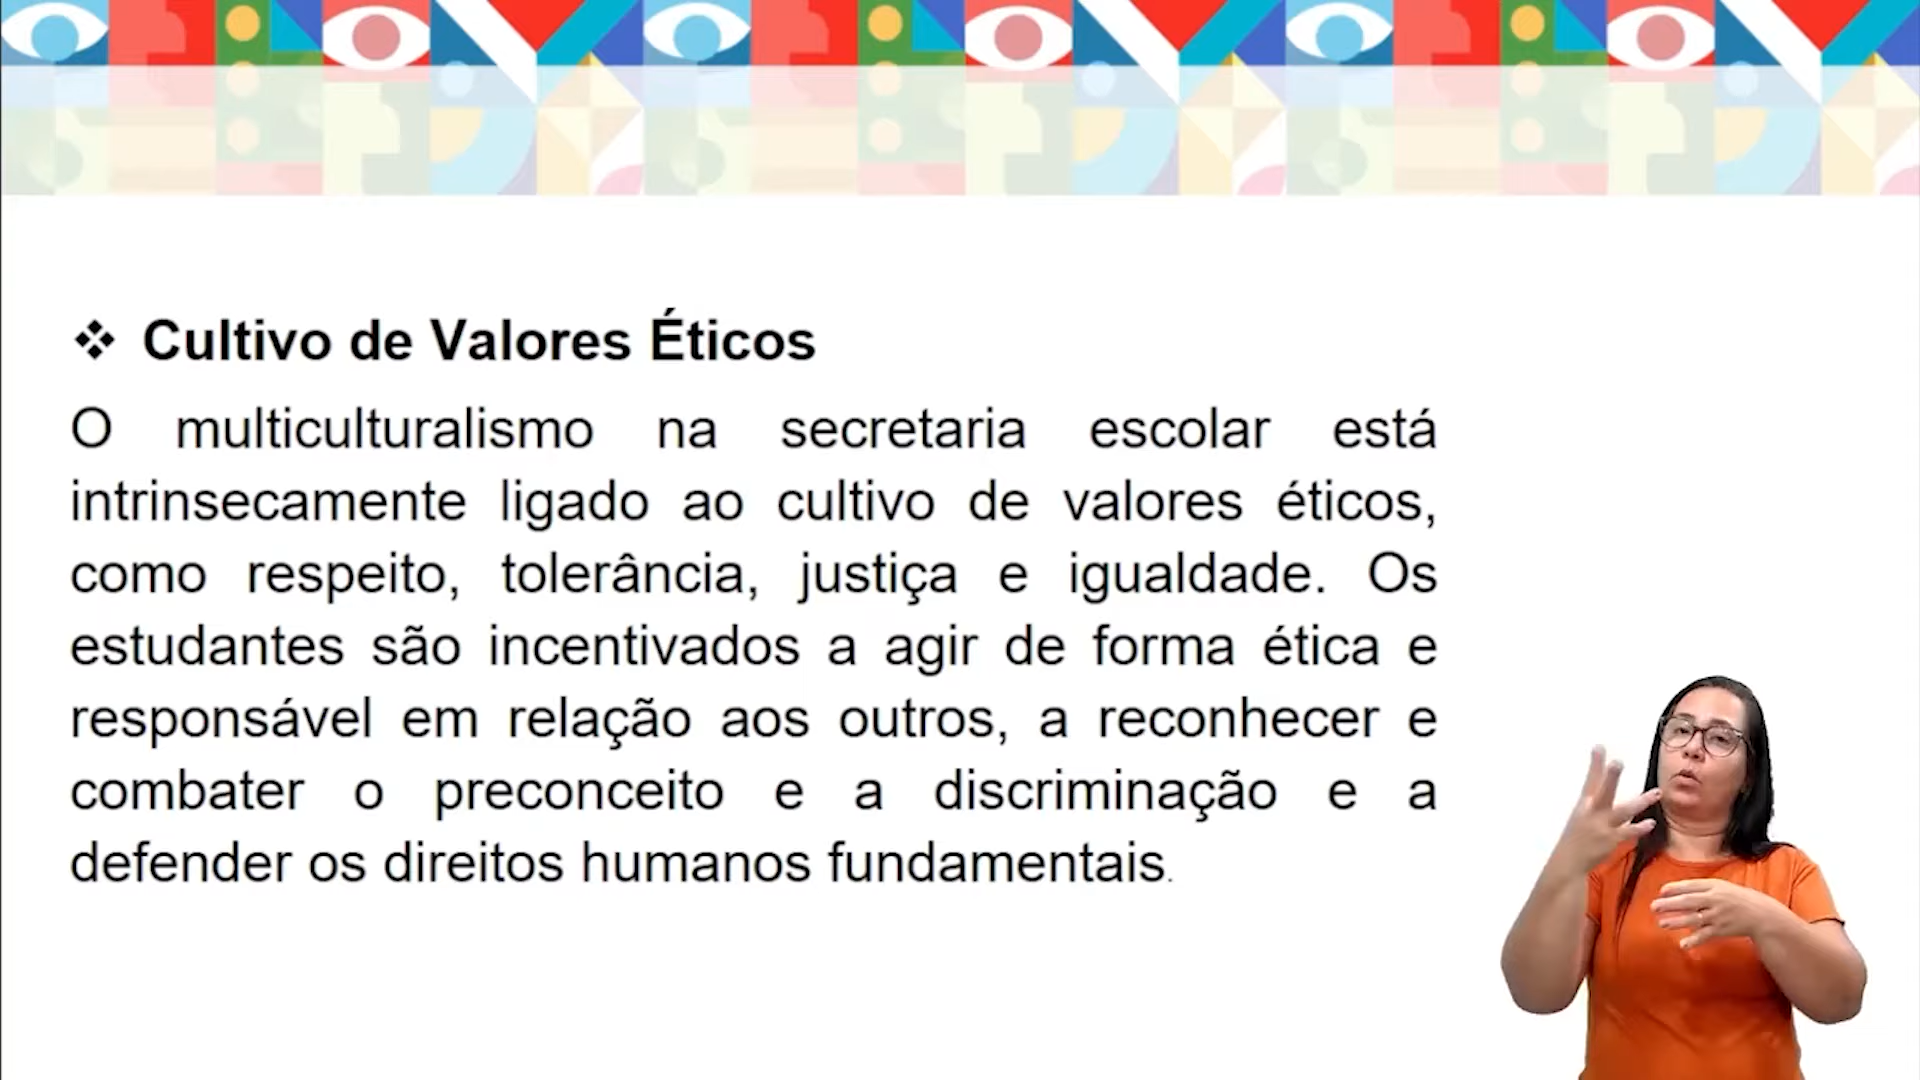 ❖ Cultivo de Valores Éticos
O multiculturalismo na secretaria escolar está
intrinsecamente ligado ao cultivo de valores éticos,
como respeito, tolerância, justiça e igualdade. Os
estudantes são incentivados a agir de forma ética e
responsável em relação aos outros, a reconhecer e
combater o preconceito e a discriminação e a
defender os direitos humanos fundamentais.